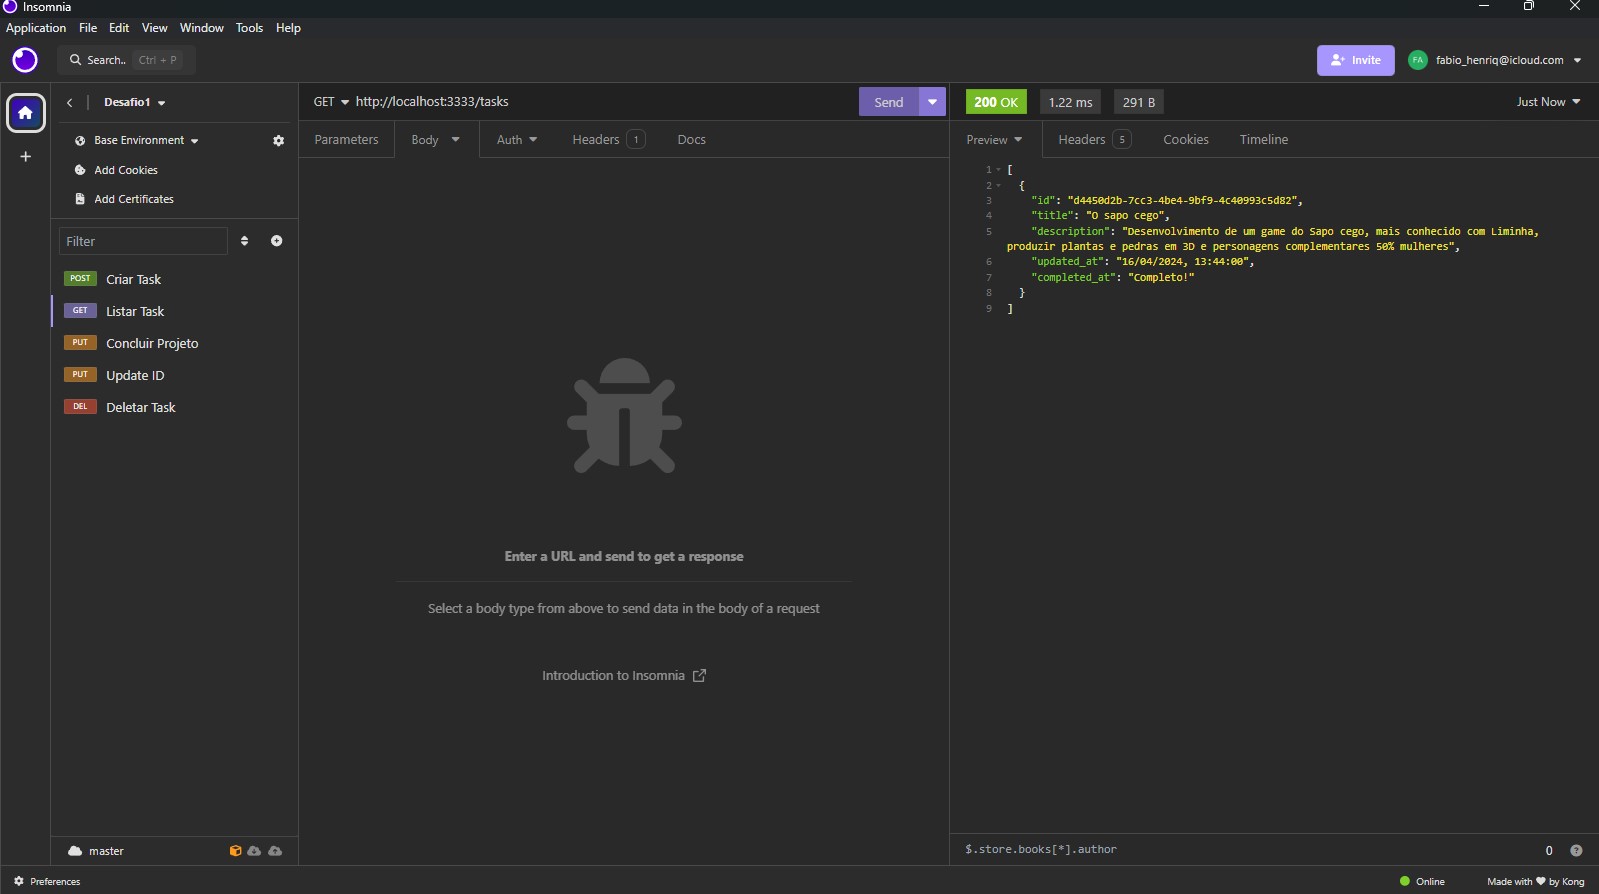 Insomnia
Application File Edit View Window Tools Help
Search.. Ctrl + P
Invite
FA fabio_henriq@icloud.com
Desafio1
Base Environment
Add Cookies
Add Certificates
Filter
POST Criar Task
GET Listar Task
PUT Concluir Projeto
PUT Update ID
DEL Deletar Task
master
GET http://localhost:3333/tasks Send
Parameters Body Auth Headers 1 Docs
Enter a URL and send to get a response
Select a body type from above to send data in the body of a request
Introduction to Insomnia
200 OK 1.22 ms 291 B Just Now
Preview Headers 5 Cookies Timeline
1 [
2 {
3 "id": "d4450d2b-7cc3-4be4-9bf9-4c40993c5d82",
4 "title": "O sapo cego",
5 "description": "Desenvolvimento de um game do Sapo cego, mais conhecido com Liminha,
produzir plantas e pedras em 3D e personagens complementares 50% mulheres",
6 "updated_at": "16/04/2024, 13:44:00",
7 "completed_at": "Completo!"
8 }
9 ]
$.store.books[*].author 0 ?
Preferences
Online Made with ♥ by Kong